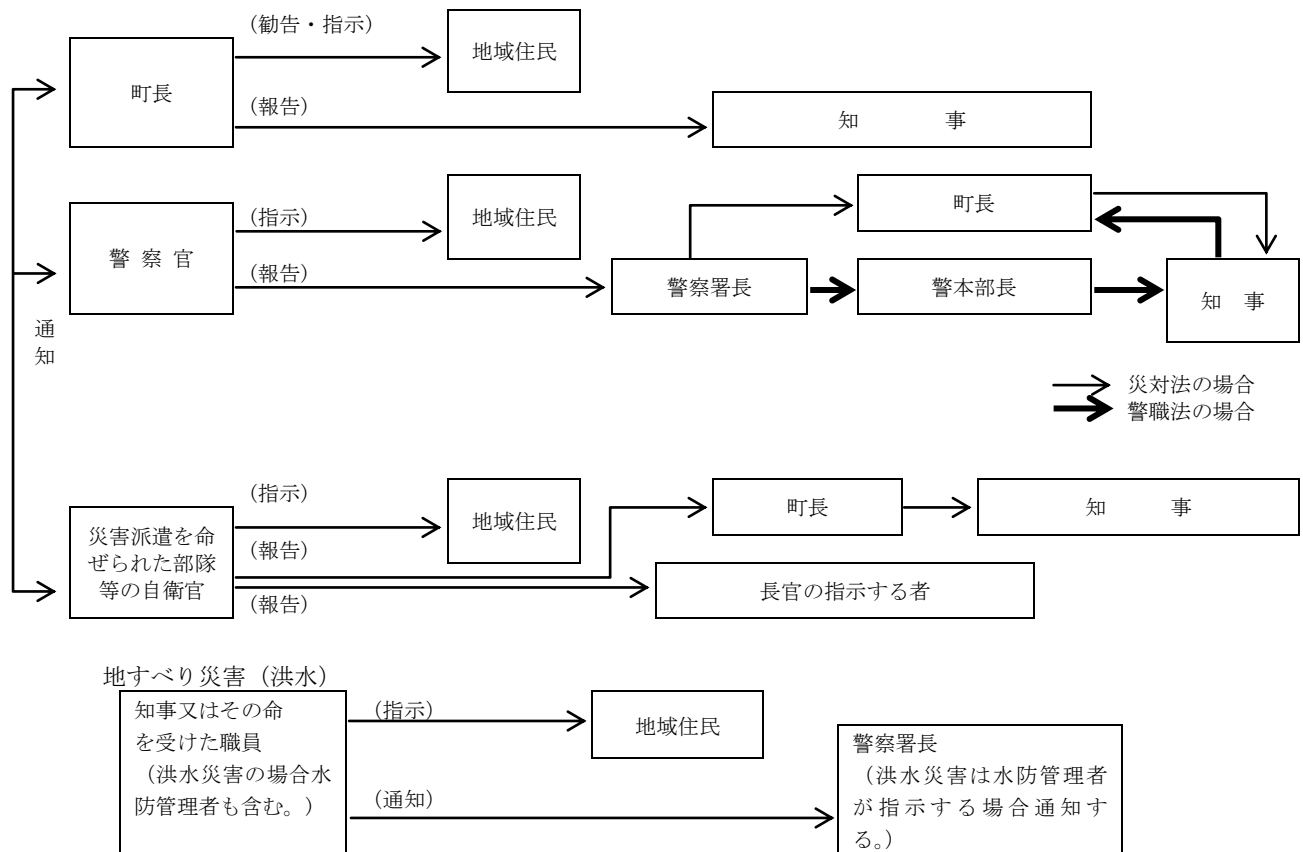 (勧告・指示)
町長
地域住民
(報告)
知 事
(指示)
地域住民
町長
警 察 官
(報告)
警察署長
警本部長
知 事
通
知
災対法の場合
警職法の場合
(指示)
地域住民
町長
知 事
災害派遣を命
ぜられた部隊
等の自衛官
(報告)
長官の指示する者
(報告)
地すべり災害(洪水)
知事又はその命
を受けた職員
(洪水災害の場合水
防管理者も含む。)
(指示)
地域住民
(通知)
警察署長
(洪水災害は水防管理者
が指示する場合通知す
る。)